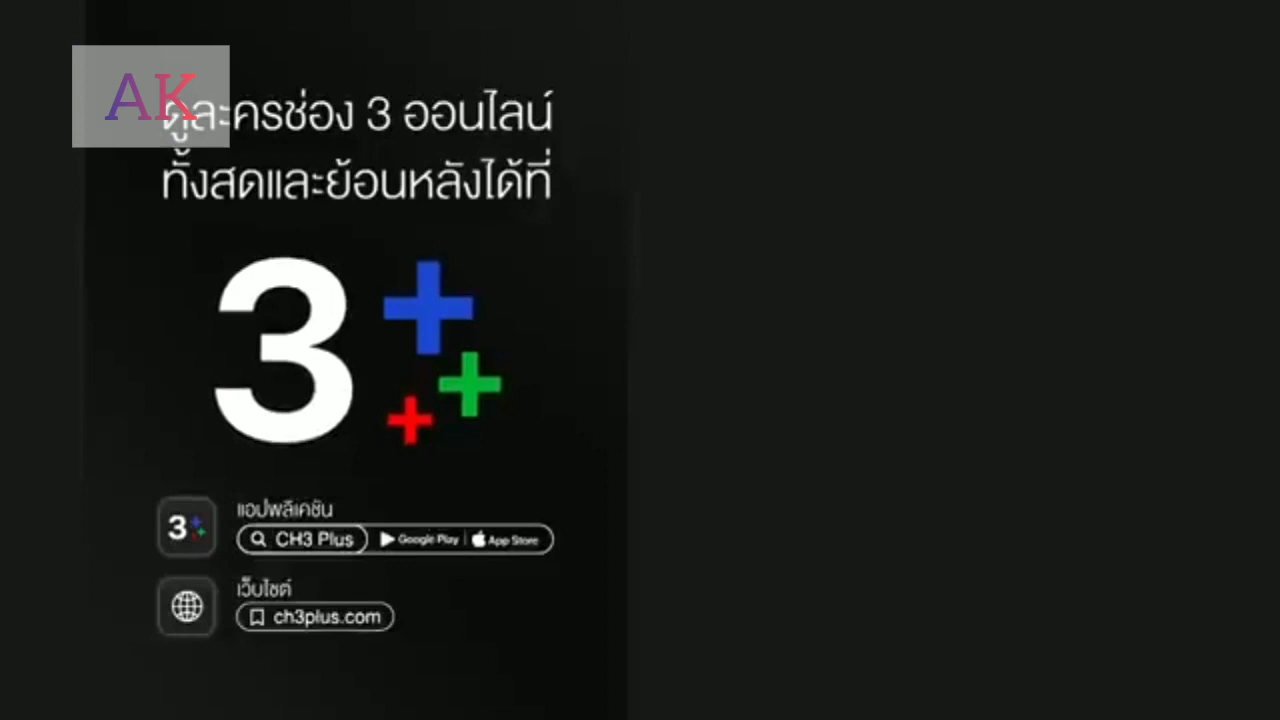 AK
ดูละครช่อง 3 ออนไลน์
ทั้งสดและย้อนหลังได้ที่
3+++
3+++
แอปพลิเคชัน
CH3 Plus Google Play App Store
เว็บไซต์
ch3plus.com